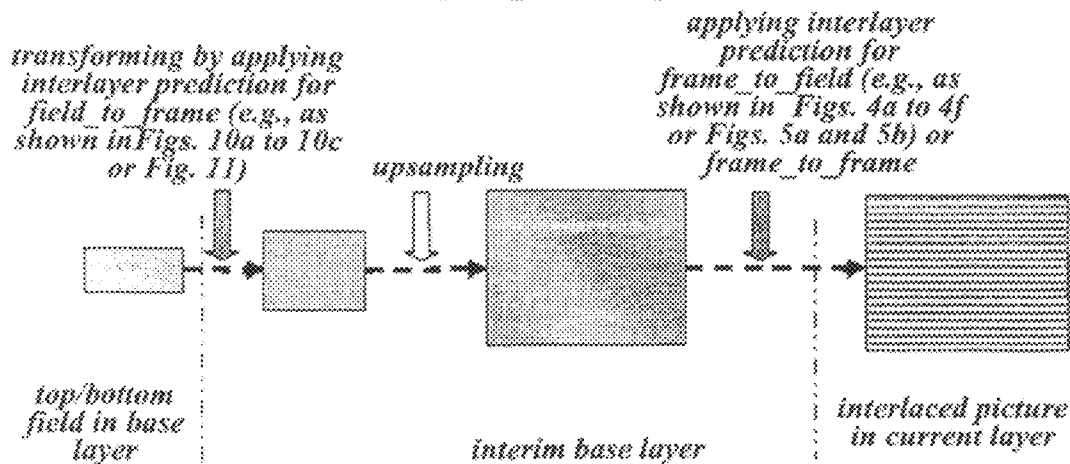 transforming by applying
interlayer prediction for
field_to_frame (e.g., as
shown inFigs. 10a to 10c
or Fig. 11)
upsampling
applying interlayer
prediction for
frame_to_field (e.g., as
shown in Figs. 4a to 4f
or Figs. 5a and 5b) or
frame_to_frame
top/bottom
field in base
layer
interim base layer
interlaced picture
in current layer